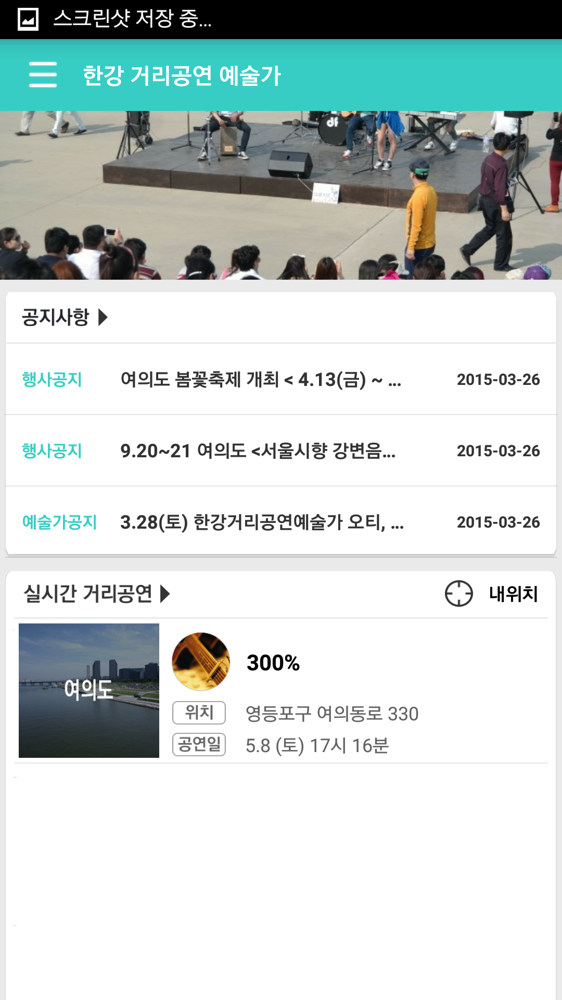 스크린샷 저장 중...
한강 거리공연 예술가
df
공지사항
행사공지 여의도 봄꽃축제 개최 < 4.13(금) ~ ... 2015-03-26
행사공지 9.20~21 여의도 <서울시향 강변음... 2015-03-26
예술가공지 3.28(토) 한강거리공연예술가 오티, ... 2015-03-26
실시간 거리공연 내위치
여의도
300%
위치 영등포구 여의동로 330
공연일 5.8 (토) 17시 16분